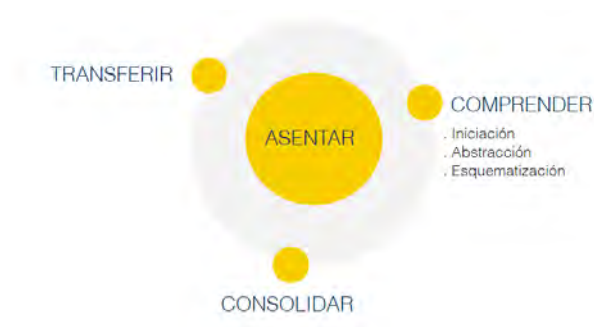 TRANSFERIR
COMPRENDER
ASENTAR
. Iniciación
. Abstracción
. Esquematización
CONSOLIDAR